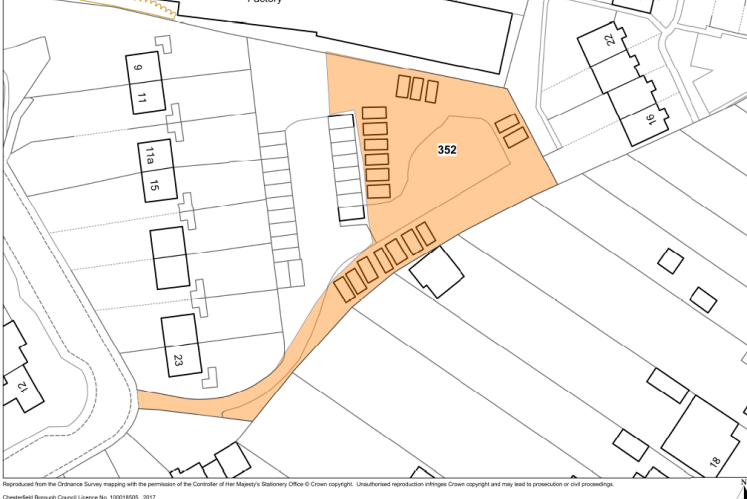 Factory
9
22
11
16
11a
352
15
23
12
18
N
Reproduced from the Ordnance Survey mapping with the permission of the Controller of Her Majesty's Stationery Office © Crown copyright. Unauthorised reproduction infringes Crown copyright and may lead to prosecution or civil proceedings.
Chesterfield Borough Council Licence No. 100018505 2017